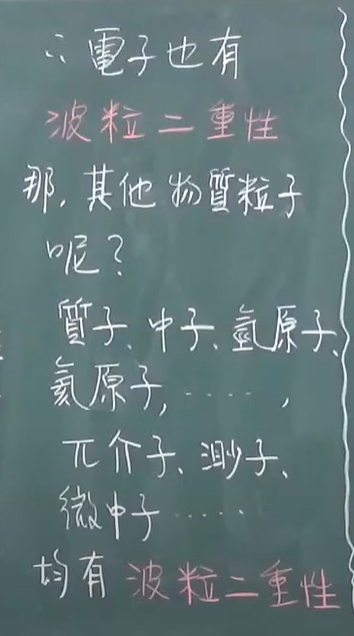 ∴電子也有
波粒二重性
那,其他物質粒子
呢?
質子、中子、氫原子、
氦原子, ‥‥‥,
π介子、渺子、
微中子 ‥‥‥
均有 波粒二重性